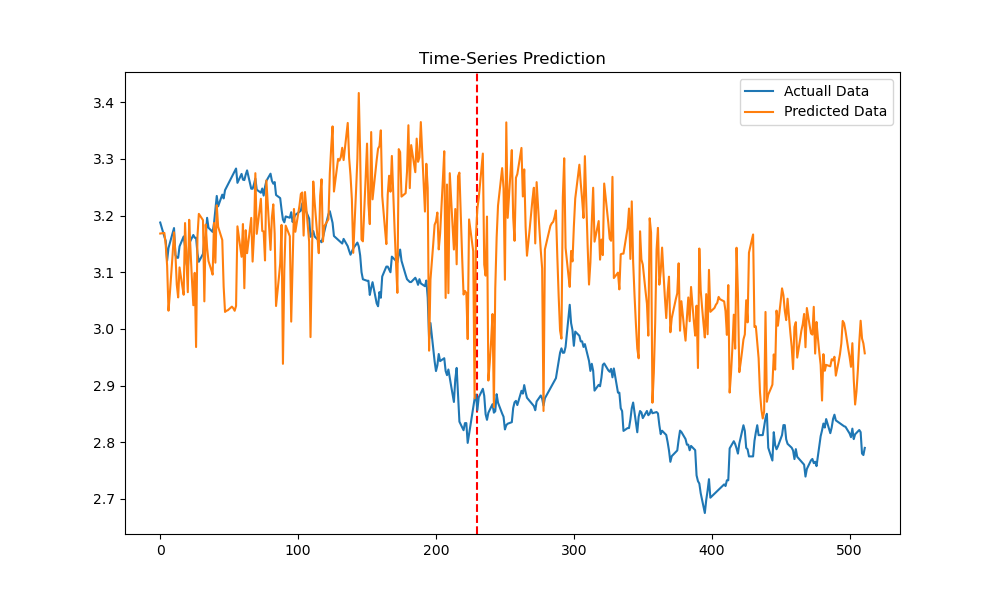 Time-Series Prediction
Actuall Data
Predicted Data
3.4
3.3
3.2
3.1
3.0
2.9
2.8
2.7
0 100 200 300 400 500